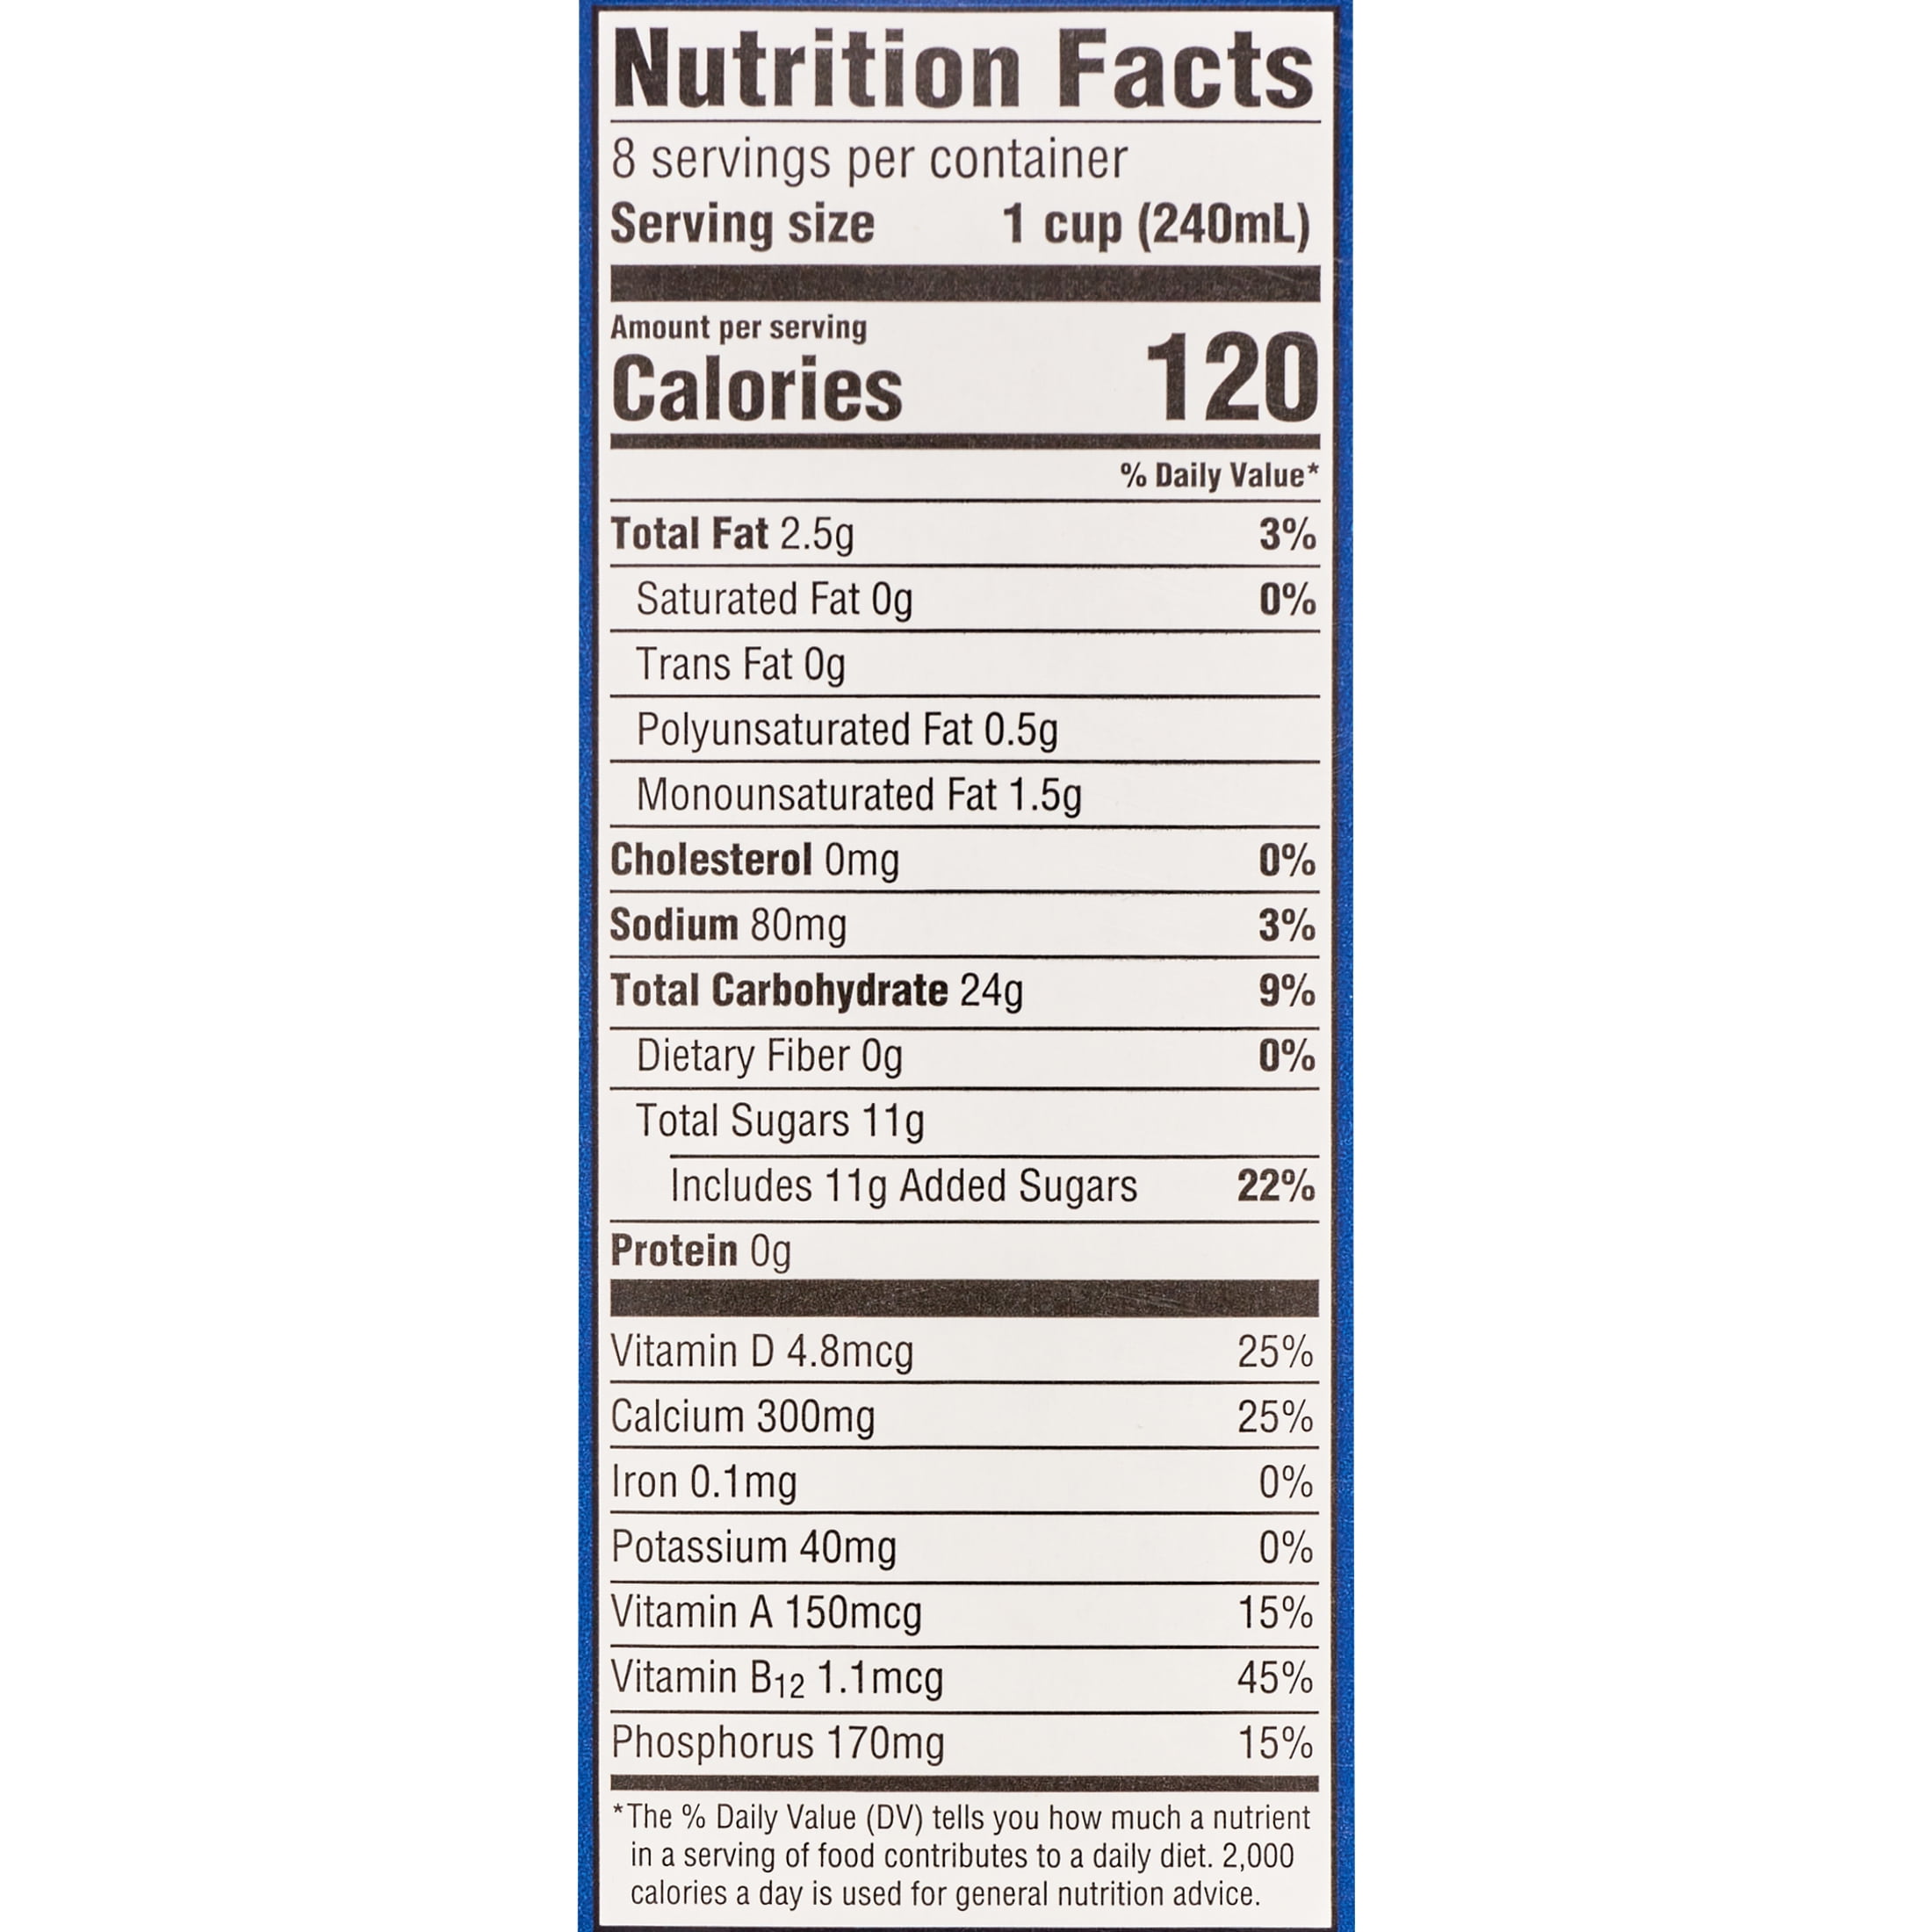 Nutrition Facts
8 servings per container
Serving size 1 cup (240mL)
Amount per serving
Calories 120
% Daily Value*
Total Fat 2.5g 3%
Saturated Fat 0g 0%
Trans Fat 0g
Polyunsaturated Fat 0.5g
Monounsaturated Fat 1.5g
Cholesterol 0mg 0%
Sodium 80mg 3%
Total Carbohydrate 24g 9%
Dietary Fiber 0g 0%
Total Sugars 11g
Includes 11g Added Sugars 22%
Protein 0g
Vitamin D 4.8mcg 25%
Calcium 300mg 25%
Iron 0.1mg 0%
Potassium 40mg 0%
Vitamin A 150mcg 15%
Vitamin B12 1.1mcg 45%
Phosphorus 170mg 15%
*The % Daily Value (DV) tells you how much a nutrient
in a serving of food contributes to a daily diet. 2,000
calories a day is used for general nutrition advice.